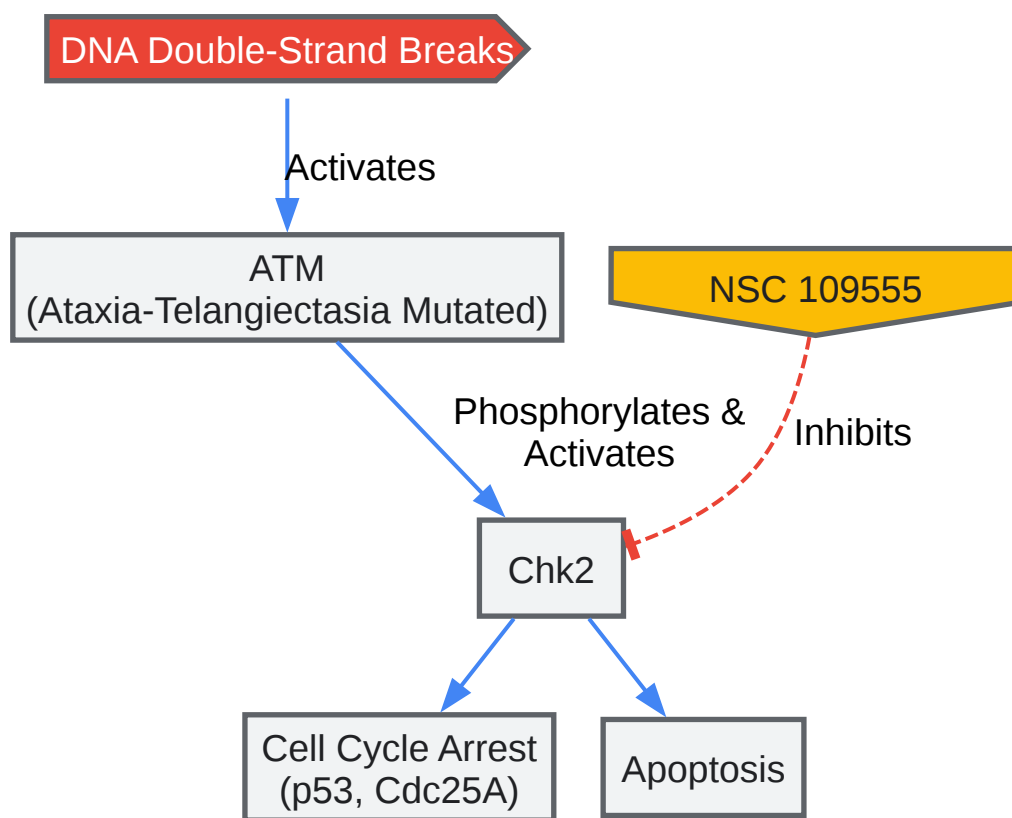 DNA Double-Strand Breaks
Activates
ATM
(Ataxia-Telangiectasia Mutated)
NSC 109555
Phosphorylates &
Activates
Inhibits
Chk2
Cell Cycle Arrest
(p53, Cdc25A)
Apoptosis